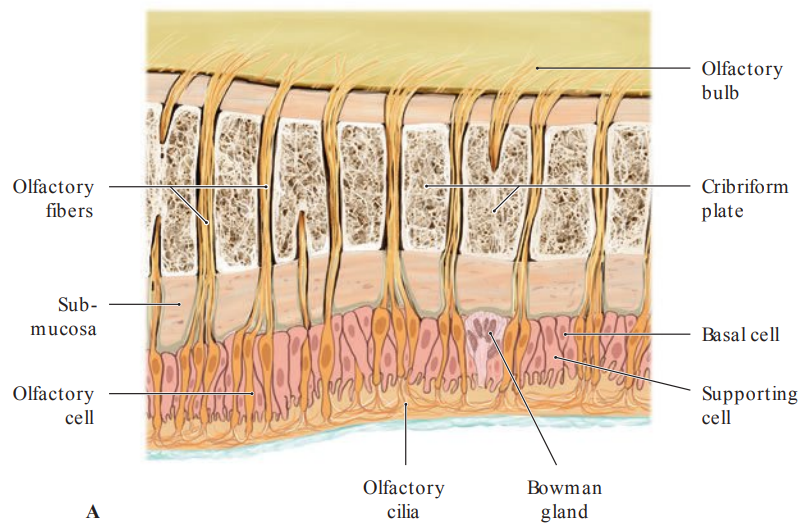 Olfactory
bulb
Olfactory
fibers
Cribriform
plate
Sub-
mucosa
Basal cell
Olfactory
cell
Supporting
cell
Olfactory
cilia
Bowman
gland
A